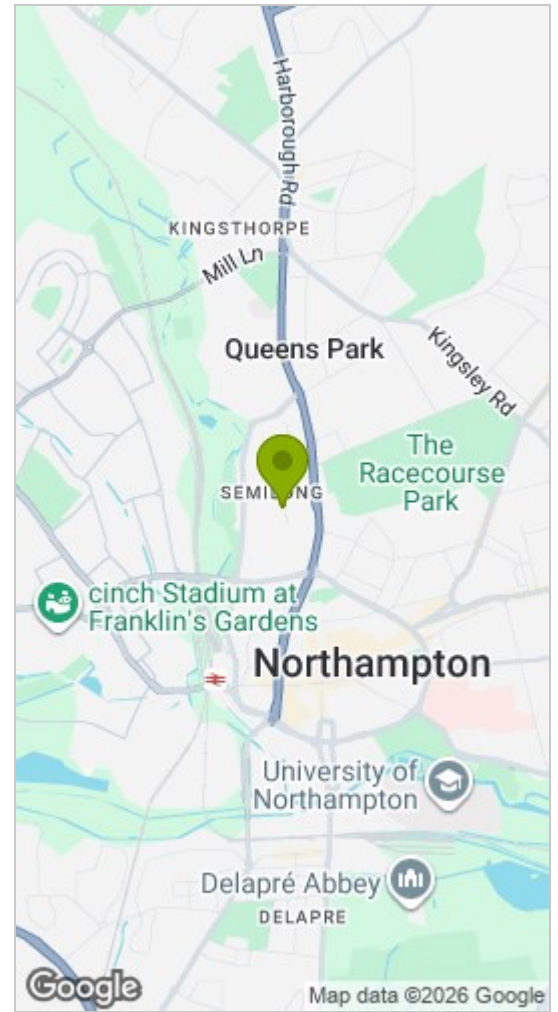 Harborough Rd
KINGSTHORPE
Mill Ln
Queens Park
Kingsley Rd
The
Racecourse
Park
SEMILONG
cinch Stadium at
Franklin's Gardens
Northampton
University of
Northampton
Delapré Abbey
DELAPRE
Google
Map data ©2026 Google